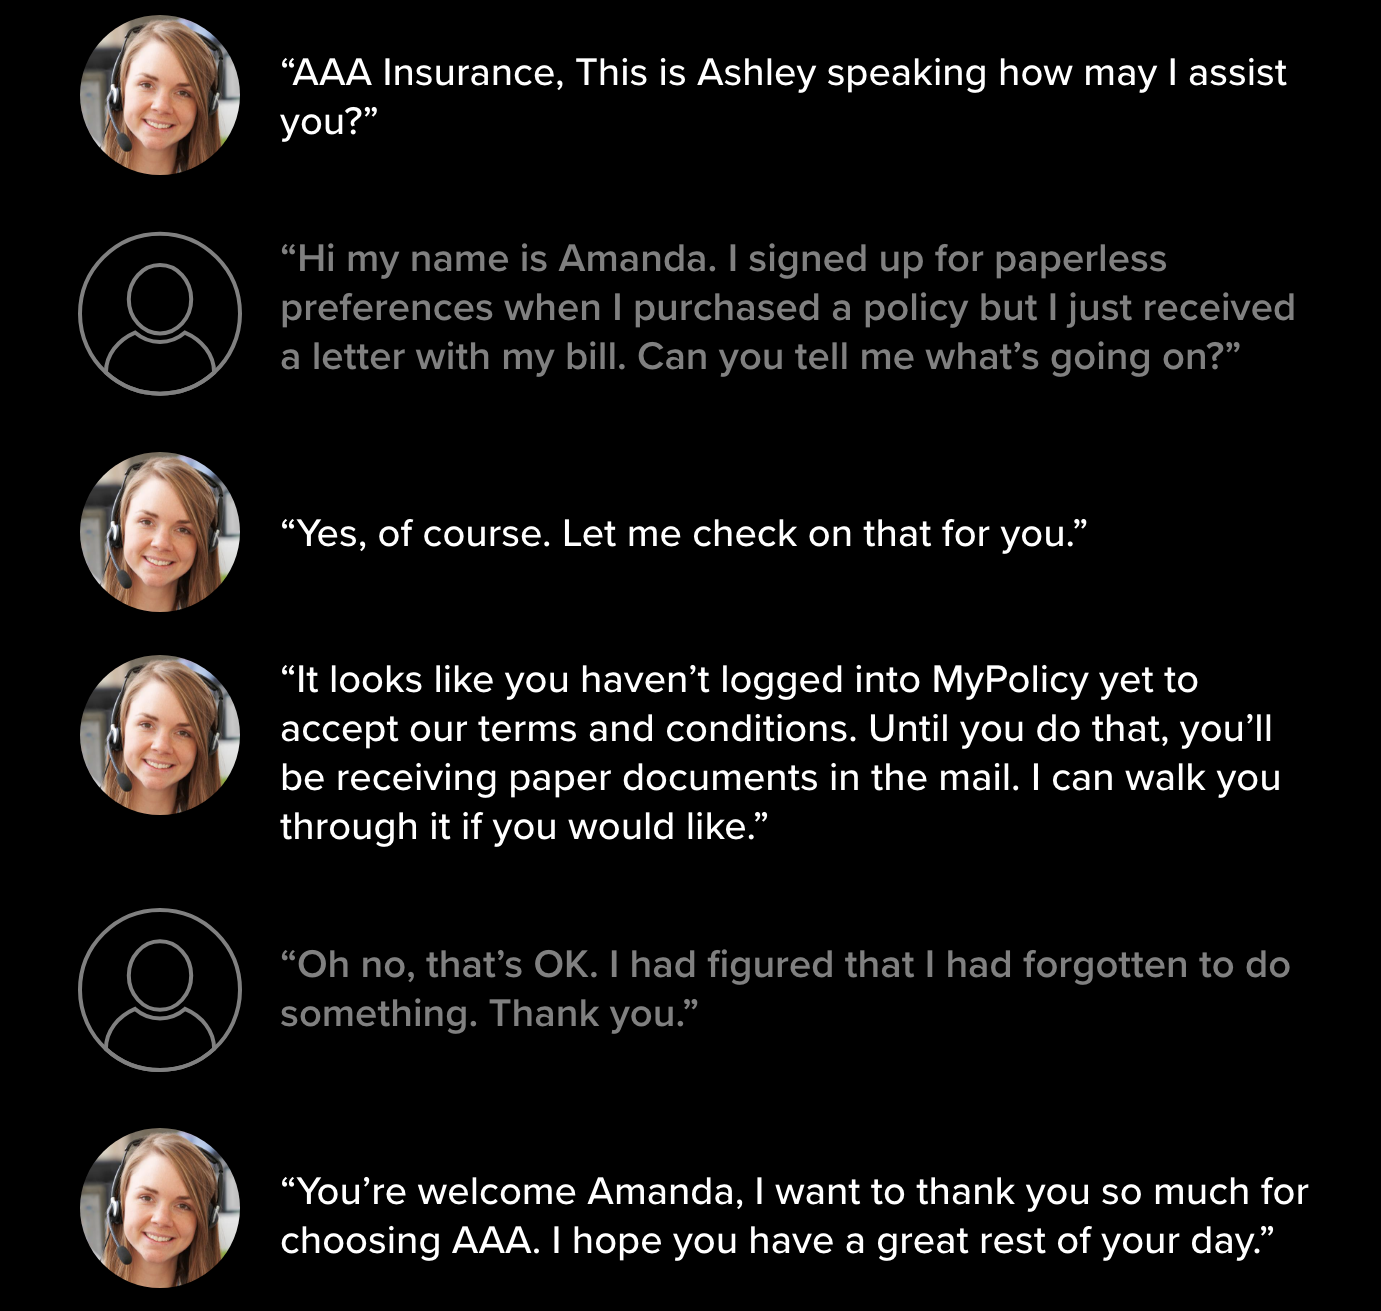 “AAA Insurance, This is Ashley speaking how may I assist
you?”
“Hi my name is Amanda. I signed up for paperless
preferences when I purchased a policy but I just received
a letter with my bill. Can you tell me what’s going on?”
“Yes, of course. Let me check on that for you.”
“It looks like you haven’t logged into MyPolicy yet to
accept our terms and conditions. Until you do that, you’ll
be receiving paper documents in the mail. I can walk you
through it if you would like.”
“Oh no, that’s OK. I had figured that I had forgotten to do
something. Thank you.”
“You’re welcome Amanda, I want to thank you so much for
choosing AAA. I hope you have a great rest of your day.”